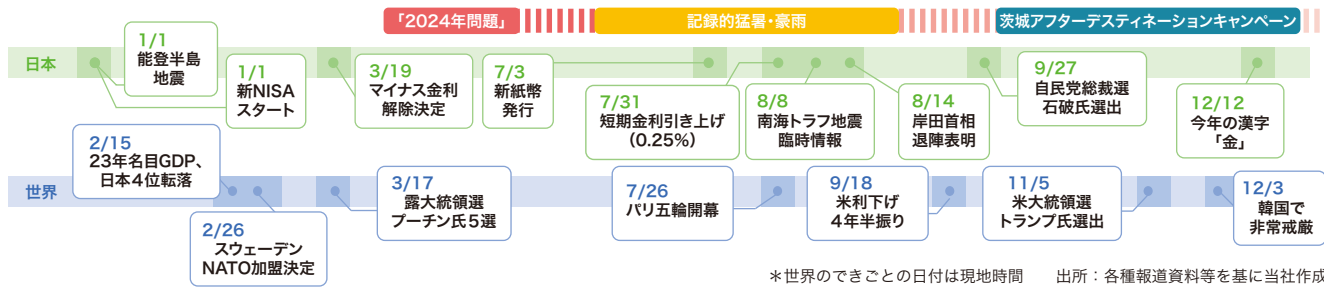 「2024年問題」
記録的猛暑・豪雨
茨城アフターデスティネーションキャンペーン
日本
1/1
能登半島
地震
1/1
新NISA
スタート
3/19
マイナス金利
解除決定
7/3
新紙幣
発行
7/31
短期金利引き上げ
(0.25%)
8/8
南海トラフ地震
臨時情報
8/14
岸田首相
退陣表明
9/27
自民党総裁選
石破氏選出
12/12
今年の漢字
「金」
世界
2/15
23年名目GDP、
日本4位転落
2/26
スウェーデン
NATO加盟決定
3/17
露大統領選
プーチン氏5選
7/26
パリ五輪開幕
9/18
米利下げ
4年半振り
11/5
米大統領選
トランプ氏選出
12/3
韓国で
非常戒厳
＊世界のできごとの日付は現地時間　出所：各種報道資料等を基に当社作成